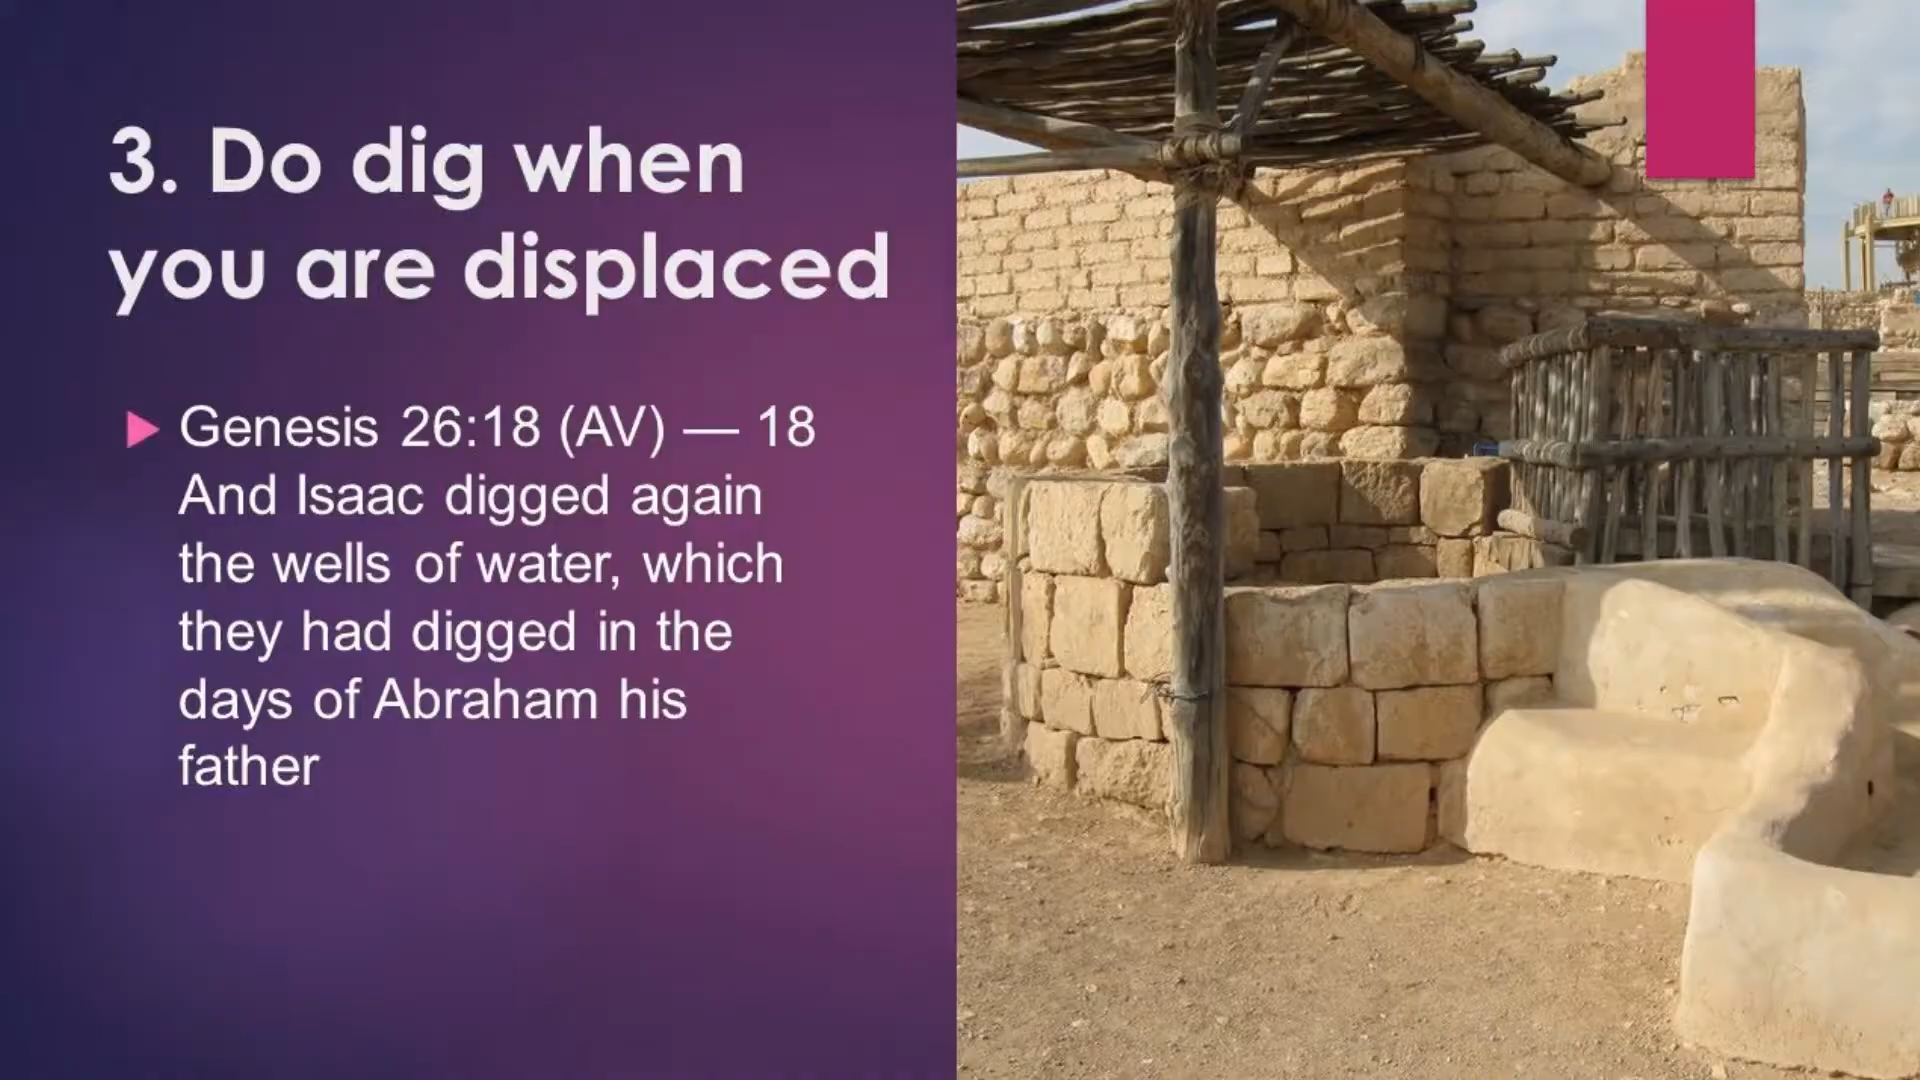 3. Do dig when
you are displaced
Genesis 26:18 (AV) — 18
And Isaac digged again
the wells of water, which
they had digged in the
days of Abraham his
father